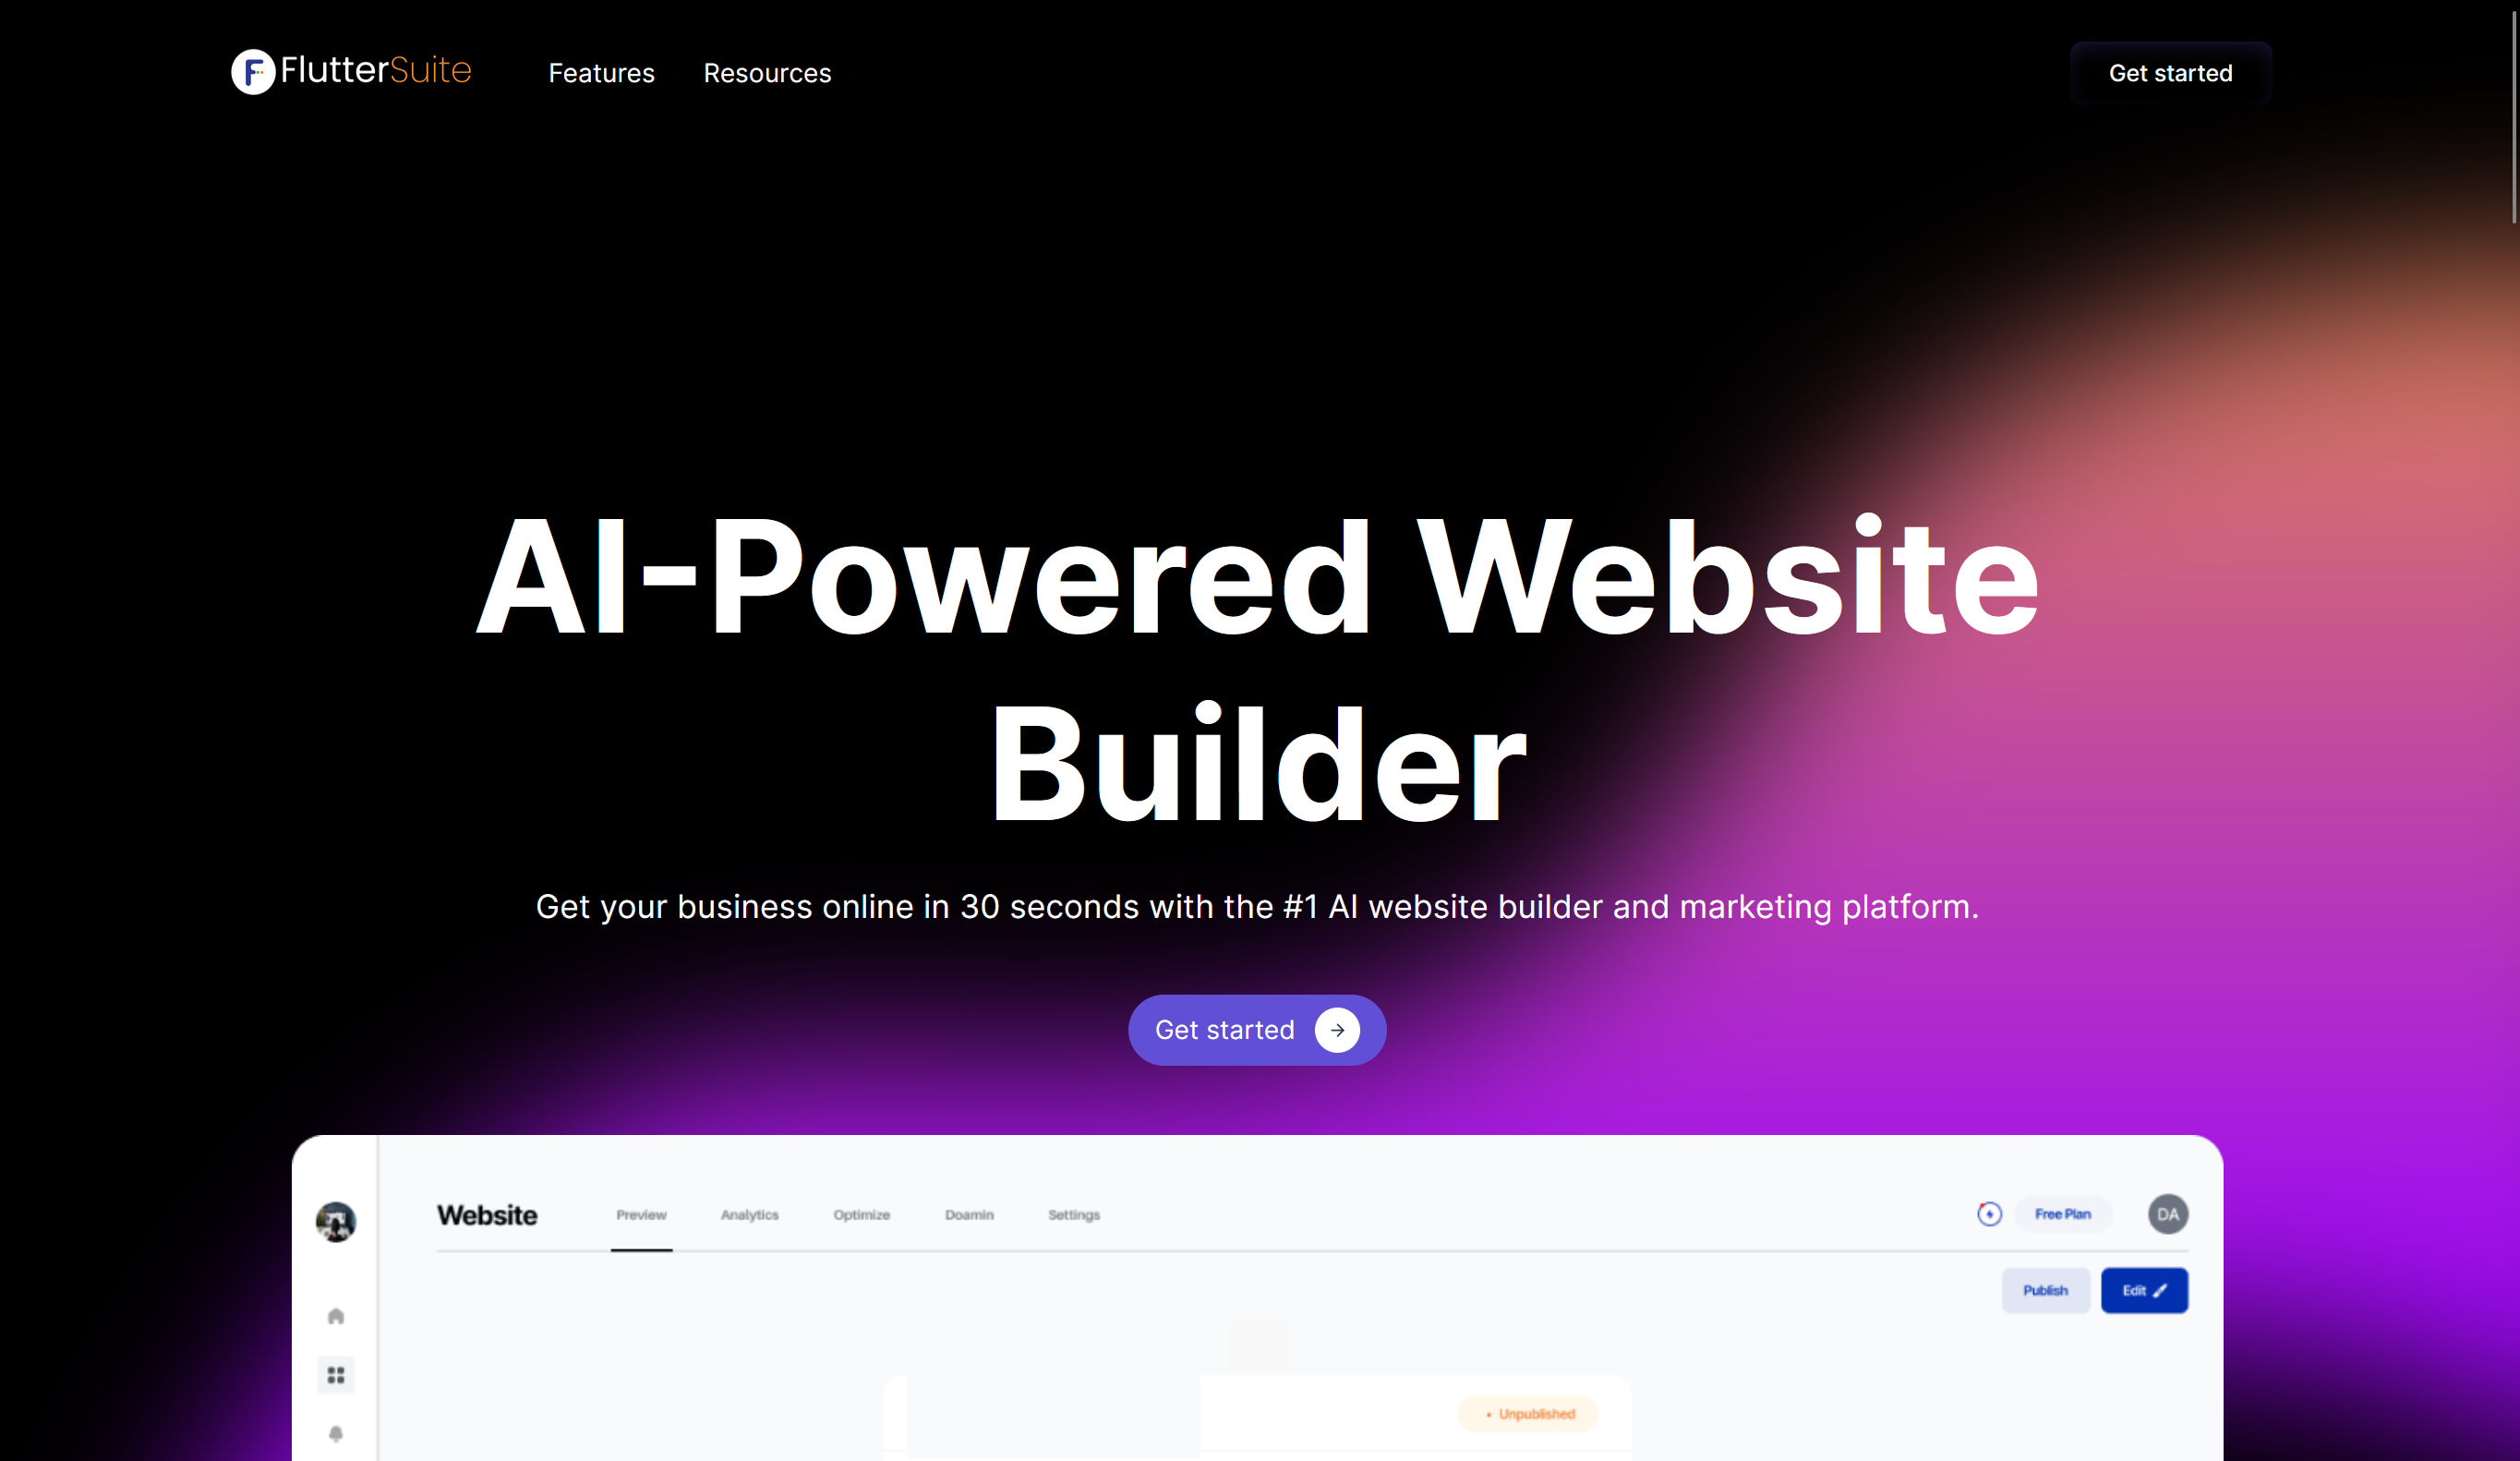 FlutterSuite Features Resources Get started
AI-Powered Website
Builder
Get your business online in 30 seconds with the #1 AI website builder and marketing platform.
Get started
Website Preview Analytics Optimize Doamin Settings Free Plan DA
Publish Edit
Unpublished